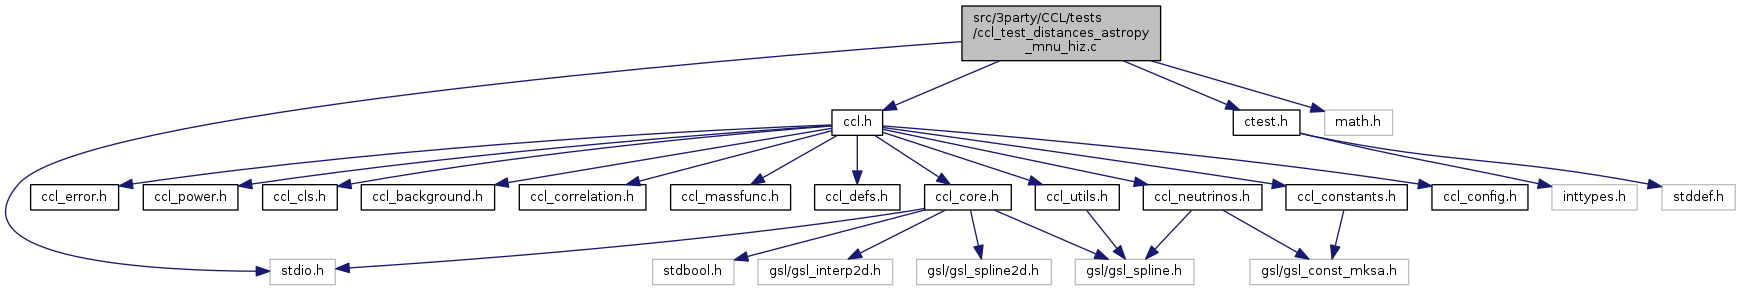 src/3party/CCL/tests
/ccl_test_distances_astropy
_mnu_hiz.c
ccl.h
ctest.h
math.h
ccl_error.h
ccl_power.h
ccl_cls.h
ccl_background.h
ccl_correlation.h
ccl_massfunc.h
ccl_defs.h
ccl_core.h
ccl_utils.h
ccl_neutrinos.h
ccl_constants.h
ccl_config.h
inttypes.h
stddef.h
stdio.h
stdbool.h
gsl/gsl_interp2d.h
gsl/gsl_spline2d.h
gsl/gsl_spline.h
gsl/gsl_const_mksa.h